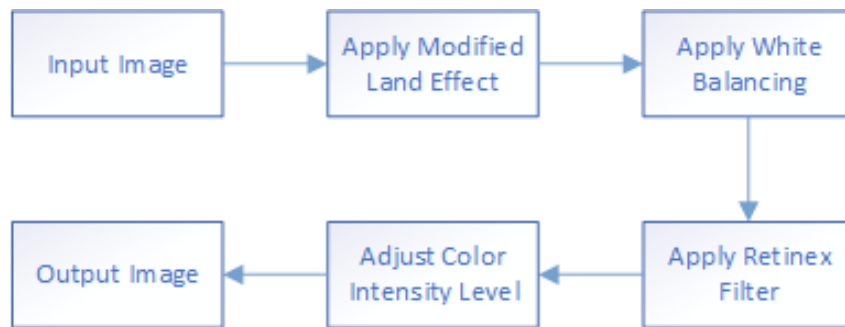 Input Image
Apply Modified
Land Effect
Apply White
Balancing
Apply Retinex
Filter
Adjust Color
Intensity Level
Output Image